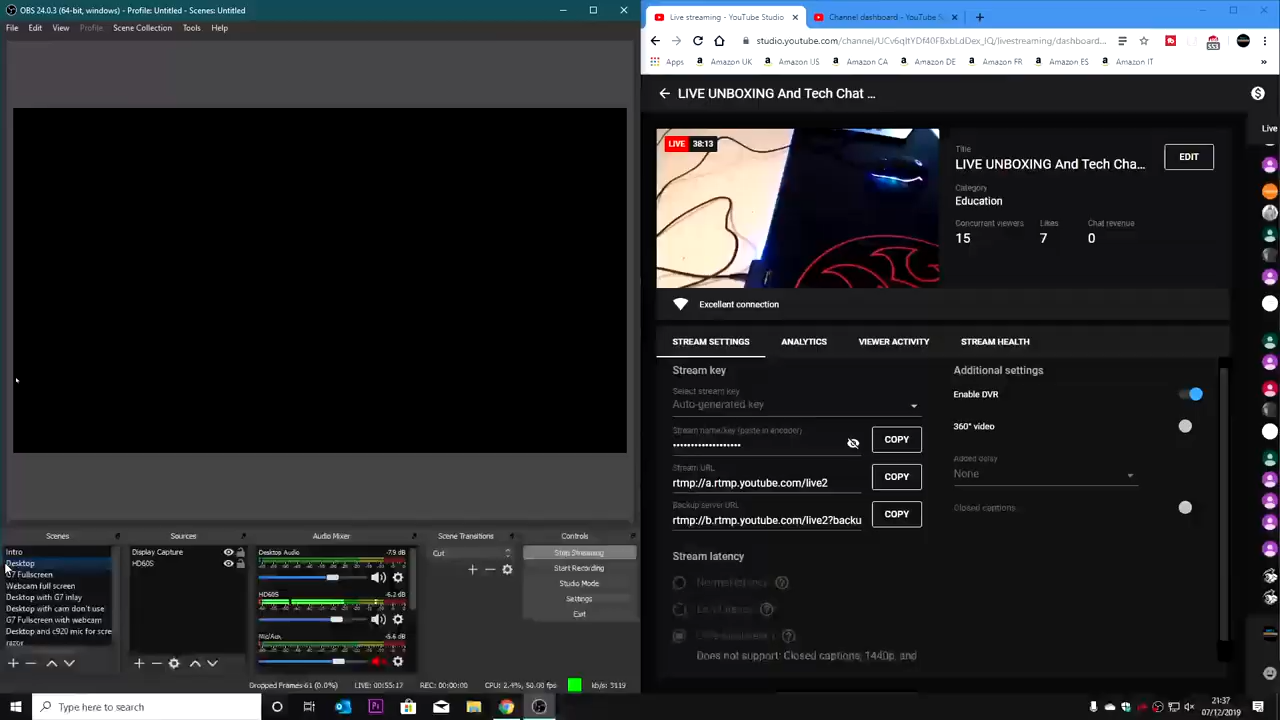 OBS 24.0.3 (64-bit, windows) - Profile: Untitled - Scenes: Untitled
File Edit View Profile Scene Collection Tools Help
Scenes
Intro
Desktop
G7 Fullscreen
Webcam full screen
Desktop with G7 inlay
Desktop with cam don't use
G7 Fullscreen with webcam
Desktop and c920 mic for scre
razor
Sources
Display Capture
HD60S
Audio Mixer
Desktop Audio -7.9 dB
HD60S -6.2 dB
Mic/Aux -5.6 dB
Scene Transitions
Cut
Controls
Stop Streaming
Start Recording
Studio Mode
Settings
Exit
Dropped Frames 61 (0.0%) LIVE: 00:55:17 REC: 00:00:00 CPU: 2.4%, 50.00 fps kb/s: 3119
Live streaming - YouTube Studio
Channel dashboard - YouTube S
studio.youtube.com/channel/
/livestreaming/dashboard...
Apps Amazon UK Amazon US Amazon CA Amazon DE Amazon FR Amazon ES Amazon IT »
LIVE UNBOXING And Tech Chat ...
Live
LIVE 38:13
Title
LIVE UNBOXING And Tech Cha...
EDIT
Category
Education
Concurrent viewers Likes Chat revenue
15 7 0
Excellent connection
STREAM SETTINGS ANALYTICS VIEWER ACTIVITY STREAM HEALTH
Stream key
Select stream key
Auto-generated key
Stream name/key (paste in encoder)
COPY
Stream URL
rtmp://a.rtmp.youtube.com/live2
COPY
Backup server URL
rtmp://b.rtmp.youtube.com/live2?backu
COPY
Stream latency
Normal latency
Does not support: Closed captions, 1440p, and
Additional settings
Enable DVR
360° video
Added delay
None
Closed captions
Type here to search
21:37
07/12/2019